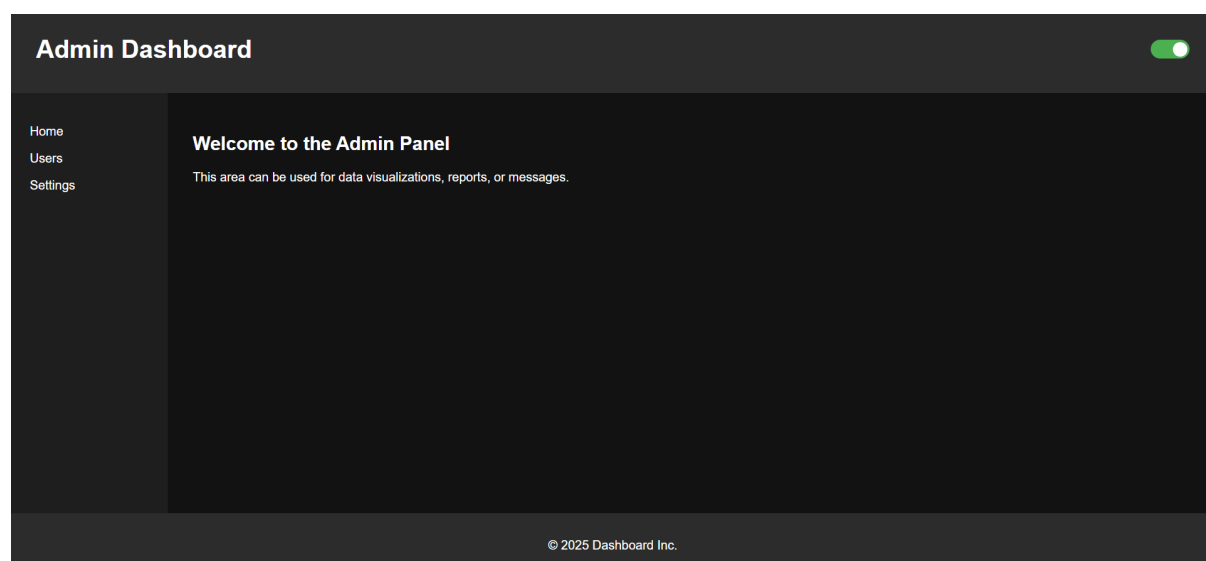 Admin Dashboard
Home
Users
Settings
Welcome to the Admin Panel
This area can be used for data visualizations, reports, or messages.
© 2025 Dashboard Inc.